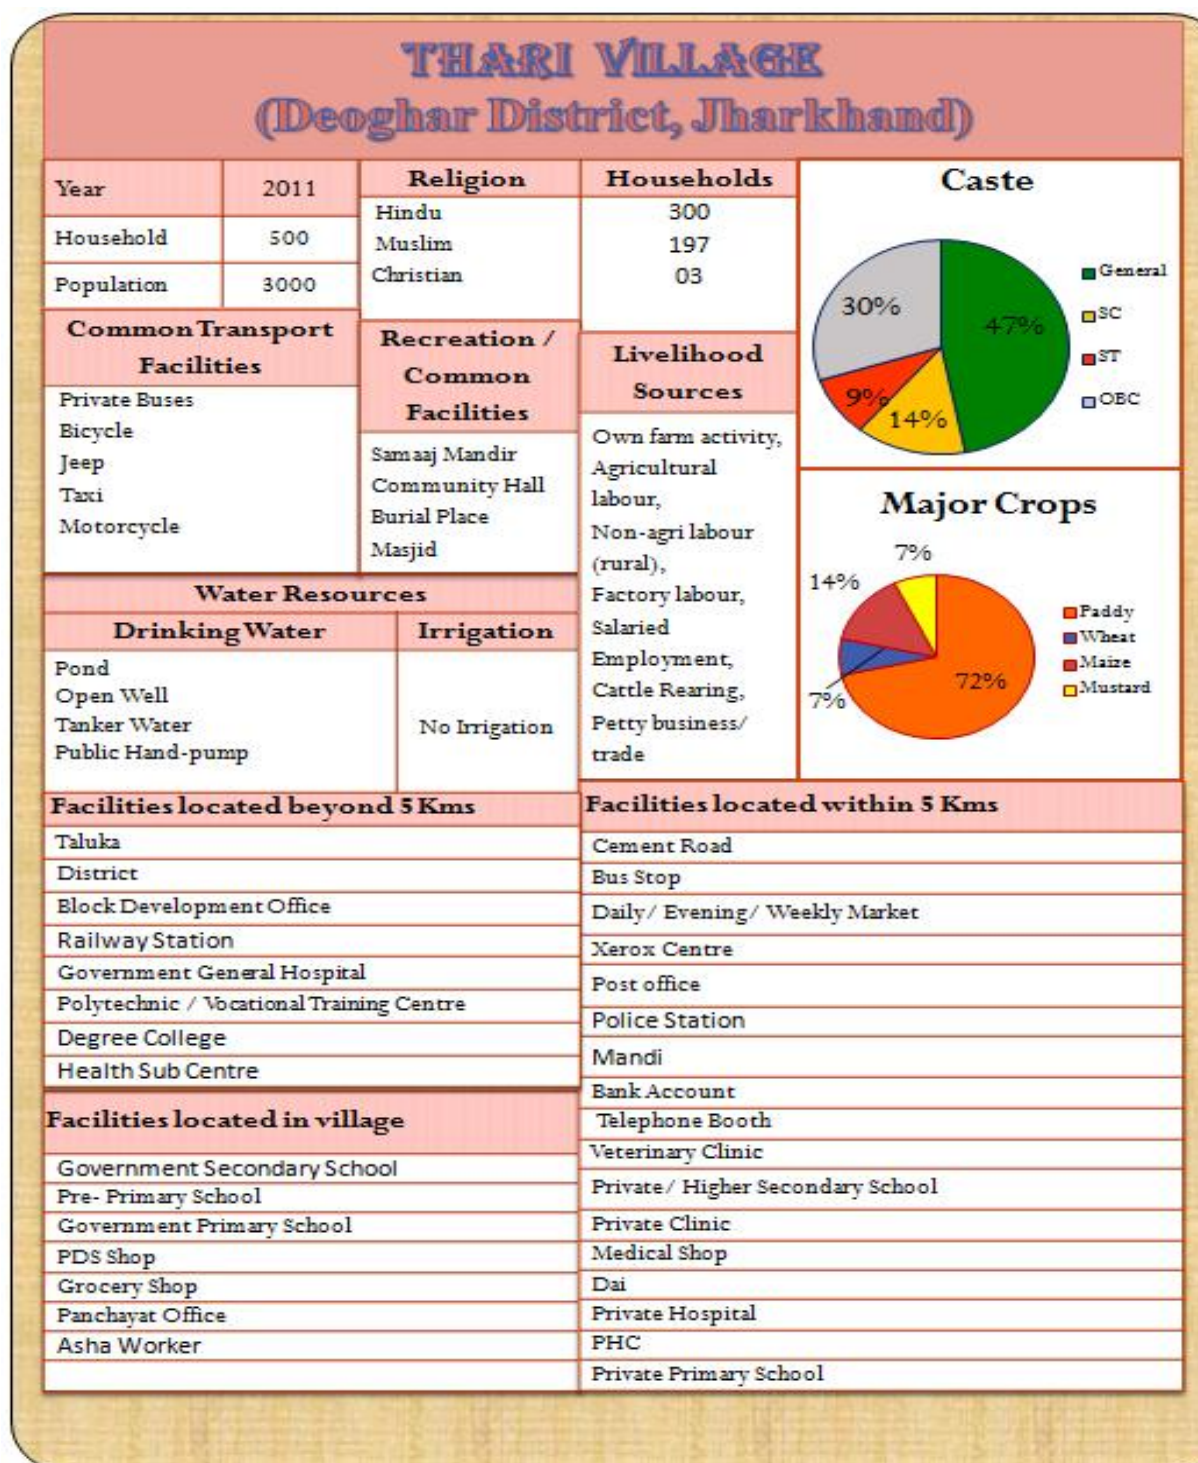 THARI VILLAGE
(Deoghar District, Jharkhand)
Year 2011
Household 500
Population 3000
Religion Households
Hindu 300
Muslim 197
Christian 03
Caste
30%
47%
9%
14%
General
SC
ST
OBC
Common Transport
Facilities
Private Buses
Bicycle
Jeep
Taxi
Motorcycle
Recreation /
Common
Facilities
Samaaj Mandir
Community Hall
Burial Place
Masjid
Livelihood
Sources
Own farm activity,
Agricultural
labour,
Non-agri labour
(rural),
Factory labour,
Salaried
Employment,
Cattle Rearing,
Petty business/
trade
Major Crops
7%
14%
72%
7%
Paddy
Wheat
Maize
Mustard
Water Resources
Drinking Water Irrigation
Pond
Open Well
Tanker Water
Public Hand-pump
No Irrigation
Facilities located beyond 5 Kms
Taluka
District
Block Development Office
Railway Station
Government General Hospital
Polytechnic / Vocational Training Centre
Degree College
Health Sub Centre
Facilities located in village
Government Secondary School
Pre- Primary School
Government Primary School
PDS Shop
Grocery Shop
Panchayat Office
Asha Worker
Facilities located within 5 Kms
Cement Road
Bus Stop
Daily/ Evening/ Weekly Market
Xerox Centre
Post office
Police Station
Mandi
Bank Account
Telephone Booth
Veterinary Clinic
Private/ Higher Secondary School
Private Clinic
Medical Shop
Dai
Private Hospital
PHC
Private Primary School